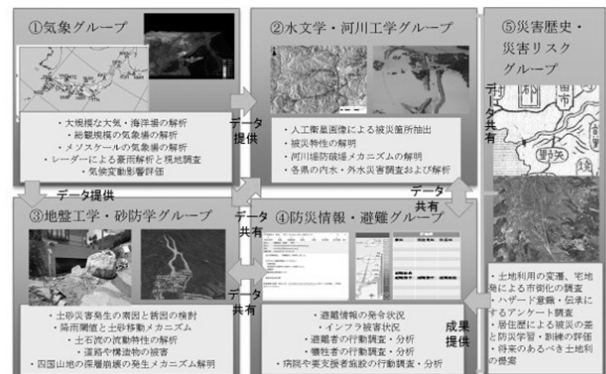 ①気象グループ
・大規模な大気・海洋場の解析
・総観規模の気象場の解析
・メソスケールの気象場の解析
・レーダーによる豪雨解析と現地調査
・気候変動影響評価
データ
提供
データ提供
②水文学・河川工学グループ
・人工衛星画像による被災箇所抽出
・被災特性の解明
・河川堤防破堤メカニズムの解明
・各県の内水・外水災害調査および解析
データ
共有
⑤災害歴史・
災害リスク
グループ
・土地利用の変遷、宅地
発による市街化の調査
・ハザード意識・伝承に
するアンケート調査
・居住歴による被災の差
と防災学習・訓練の評価
・将来のあるべき土地利
の提案
③地盤工学・砂防学グループ
・土砂災害発生の素因と誘因の検討
・降雨閾値と土砂移動メカニズム
・土石流の流動特性の解明
・道路や構造物の被害
・四国山地の深層崩壊の発生メカニズム解明
データ
共有
データ
共有
④防災情報・避難グループ
・避難情報の発令状況
・インフラ被害状況
・避難者の行動調査・分析
・犠牲者の行動調査・分析
・病院や要支援者施設の行動調査・分析
データ
共有
成果
提供